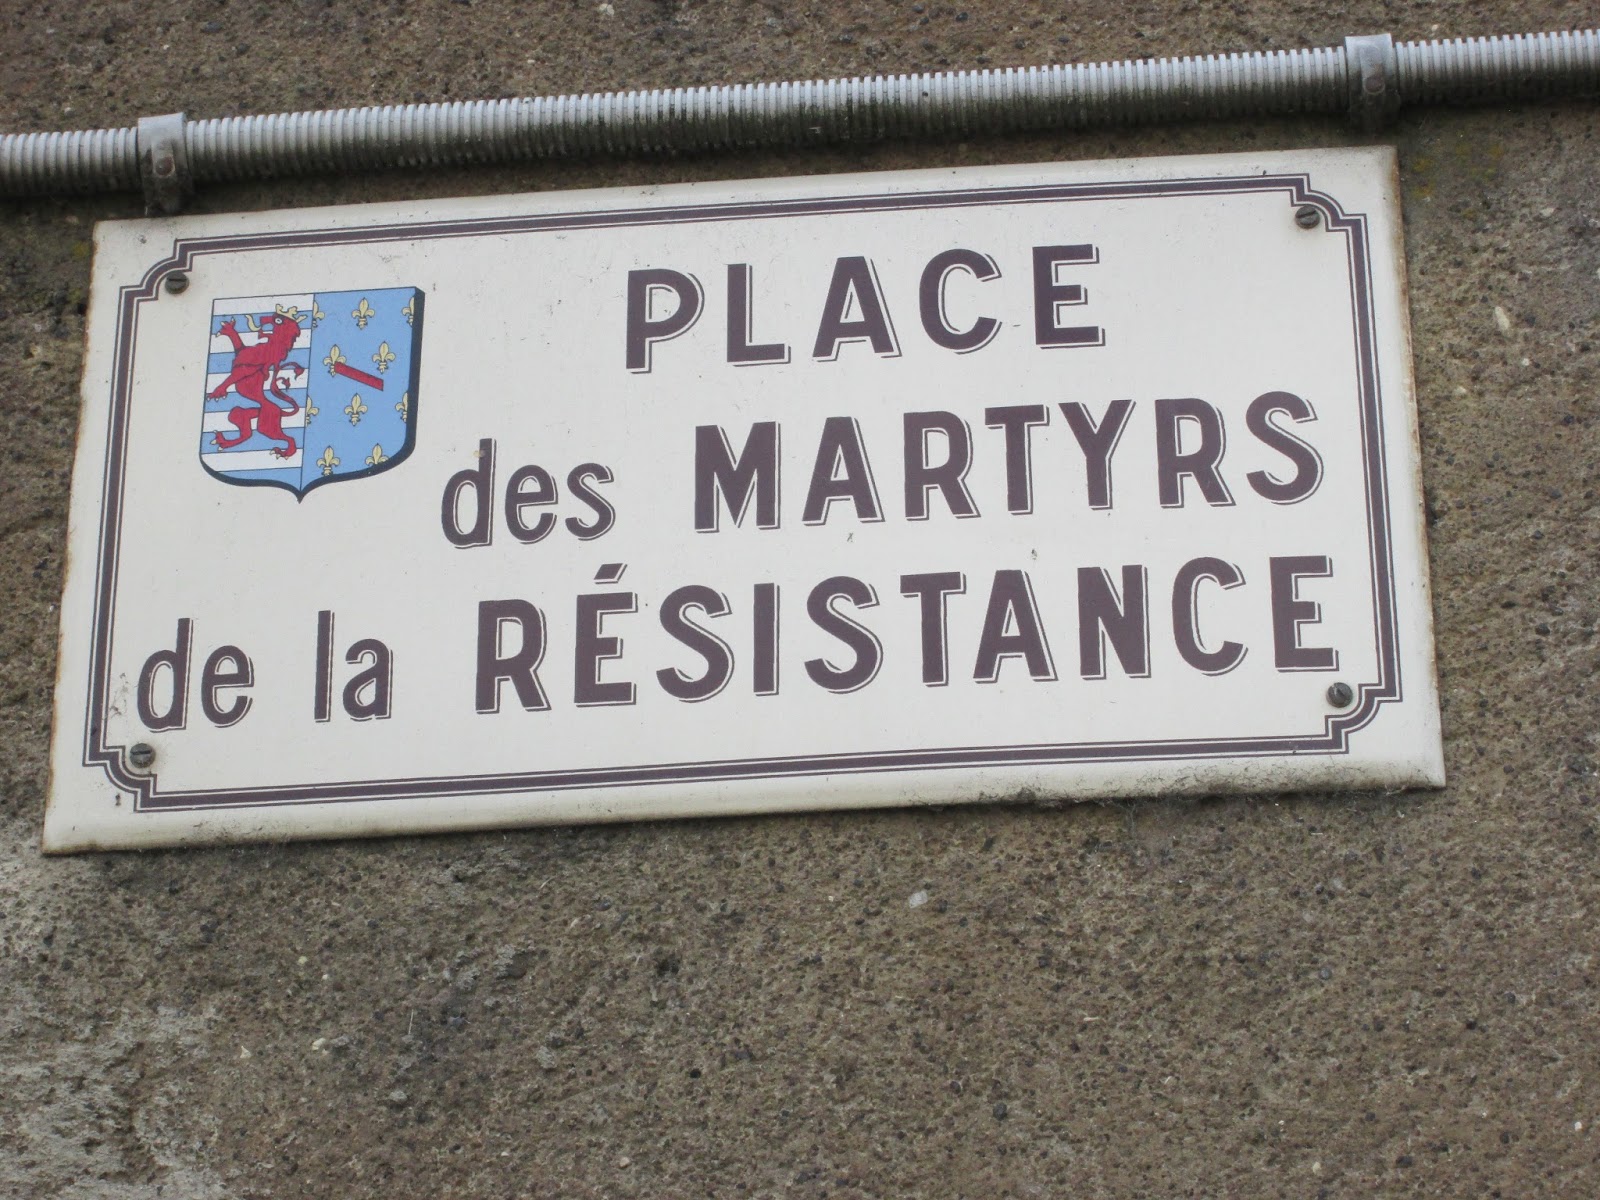 PLACE
des MARTYRS
de la RÉSISTANCE